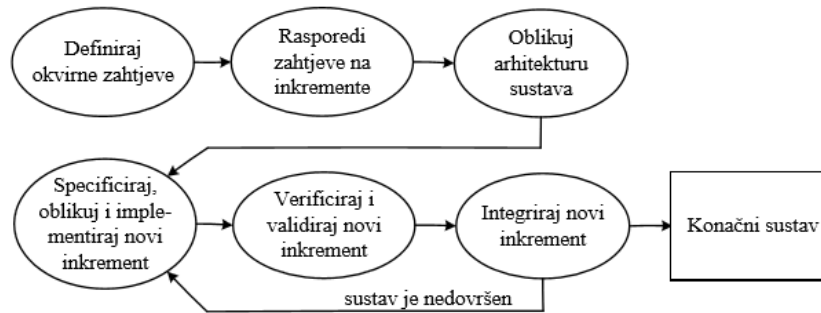 Definiraj
okvirne zahtjeve
Rasporedi
zahtjeve na
inkremente
Oblikuj
arhitekturu
sustava
Specificiraj,
oblikuj i imple-
mentiraj novi
inkrement
Verificiraj i
validiraj novi
inkrement
Integriraj novi
inkrement
Konačni sustav
sustav je nedovršen